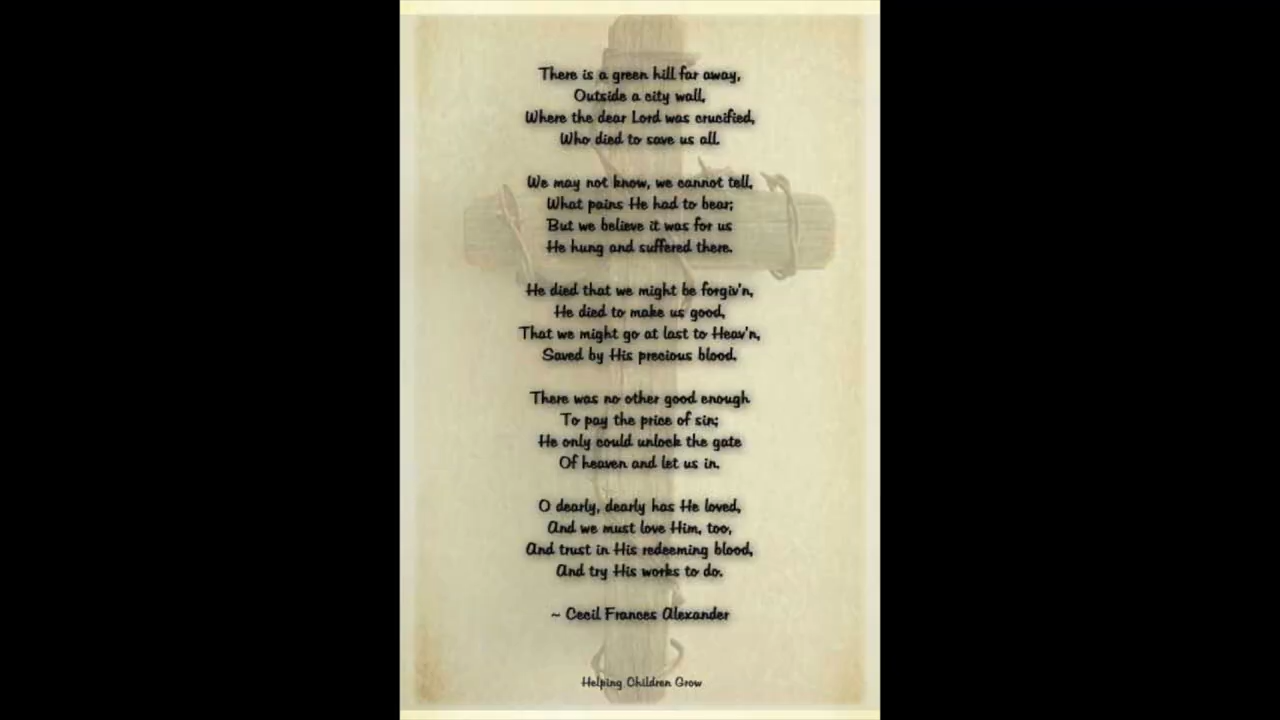 There is a green hill far away,
Outside a city wall,
Where the dear Lord was crucified,
Who died to save us all.
We may not know, we cannot tell,
What pains He had to bear;
But we believe it was for us
He hung and suffered there.
He died that we might be forgiv'n,
He died to make us good,
That we might go at last to Heav'n,
Saved by His precious blood.
There was no other good enough
To pay the price of sin;
He only could unlock the gate
Of heaven and let us in.
O dearly, dearly has He loved,
And we must love Him, too,
And trust in His redeeming blood,
And try His works to do.
~ Cecil Frances Alexander
Helping Children Grow